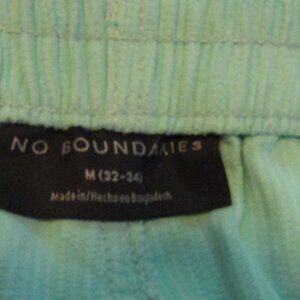 NO BOUNDARIES
M (32-34)
Made in/Hecho en Bangladesh